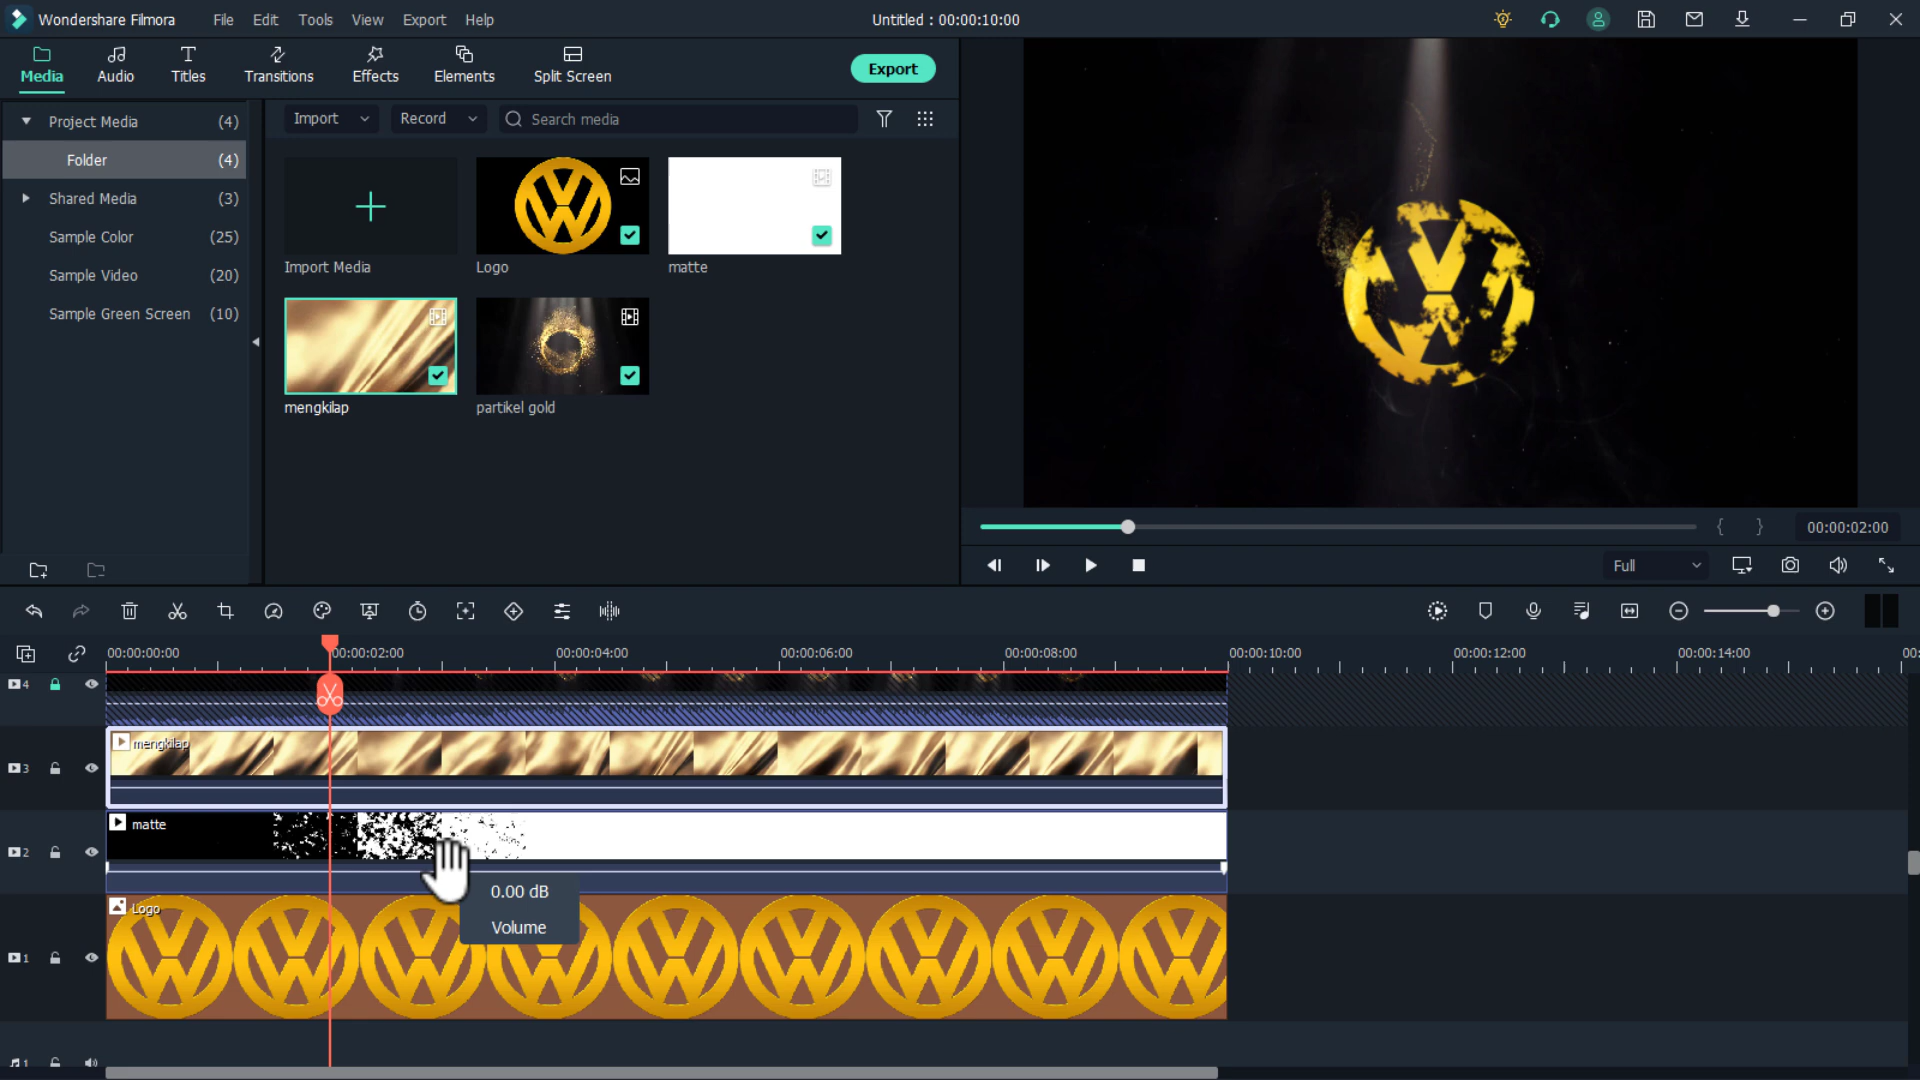 Wondershare Filmora File Edit Tools View Export Help Untitled : 00:00:10:00
Media Audio Titles Transitions Effects Elements Split Screen Export
Project Media (4)
Folder (4)
Shared Media (3)
Sample Color (25)
Sample Video (20)
Sample Green Screen (10)
Import Record Search media
Import Media Logo matte
mengkilap partikel gold
{ } 00:00:02:00
Full
00:00:00:00 00:00:02:00 00:00:04:00 00:00:06:00 00:00:08:00 00:00:10:00 00:00:12:00 00:00:14:00 00:
4
3 mengkilap
2 matte
0.00 dB
Volume
1 Logo
1